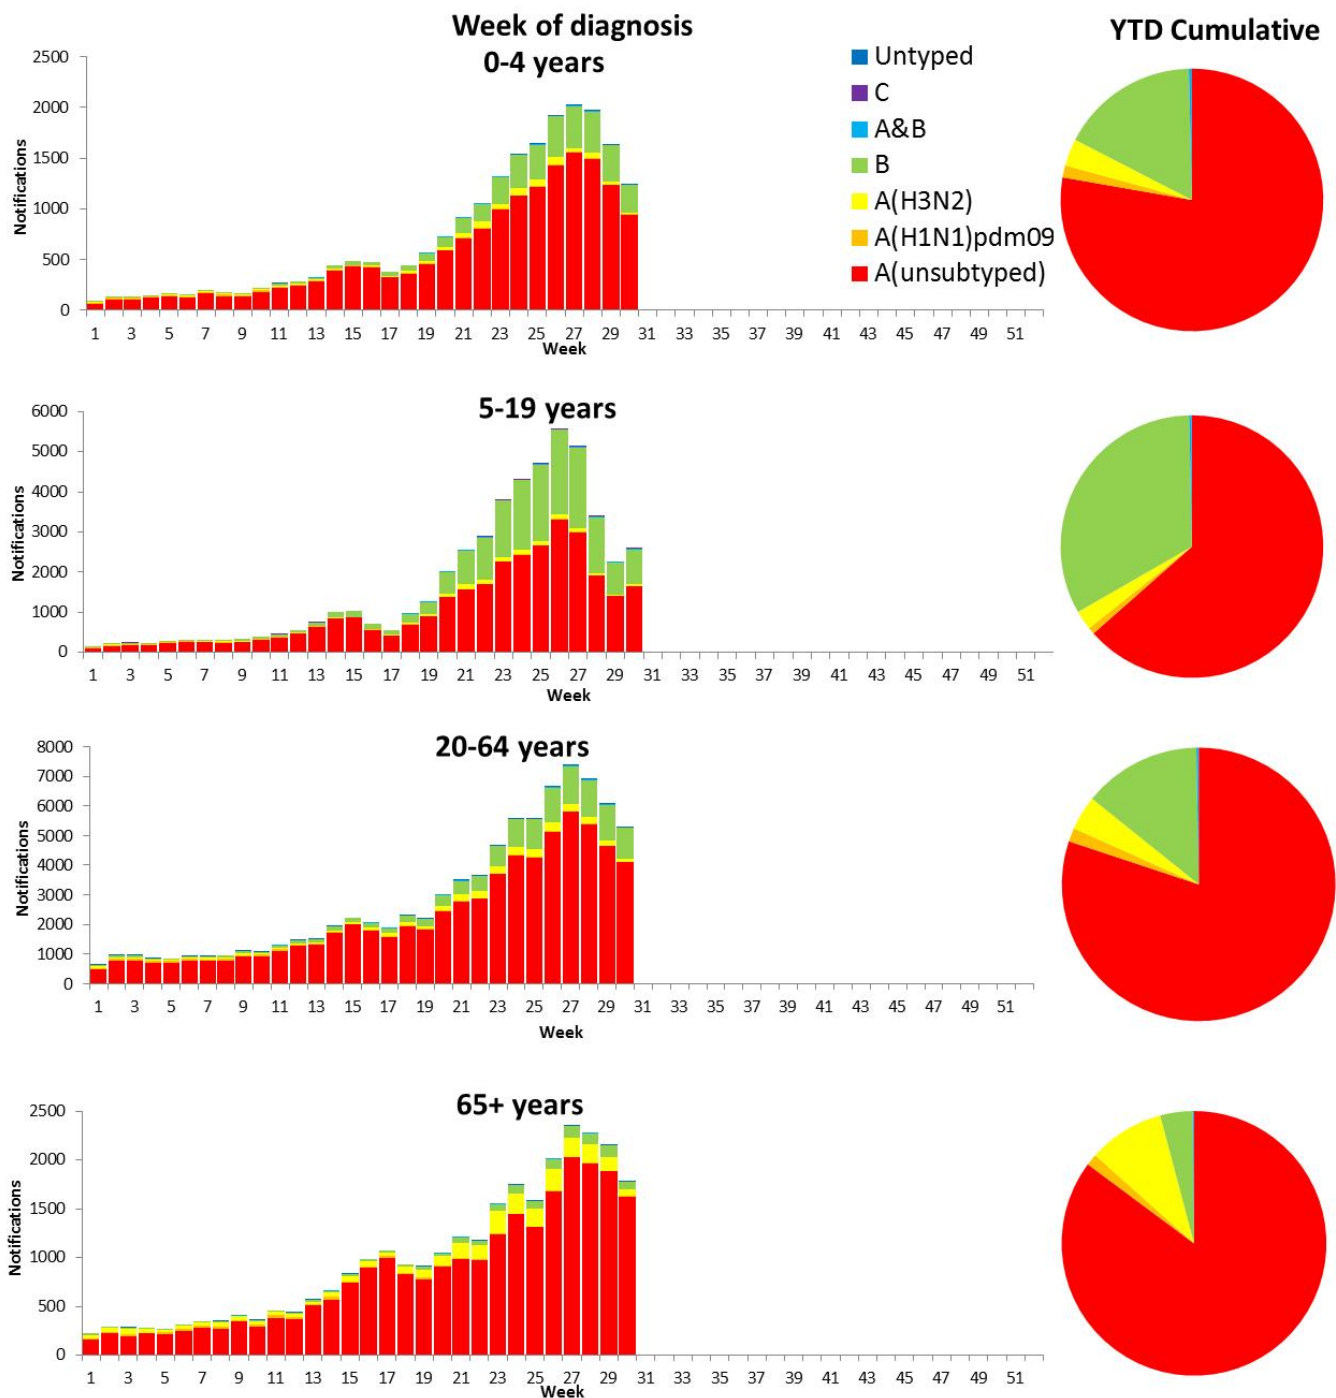 Week of diagnosis
0-4 years
YTD Cumulative
Untyped
C
A&B
B
A(H3N2)
A(H1N1)pdm09
A(unsubtyped)
Notifications
2500
2000
1500
1000
500
0
1 3 5 7 9 11 13 15 17 19 21 23 25 27 29 31 33 35 37 39 41 43 45 47 49 51
Week
5-19 years
Notifications
6000
5000
4000
3000
2000
1000
0
1 3 5 7 9 11 13 15 17 19 21 23 25 27 29 31 33 35 37 39 41 43 45 47 49 51
Week
20-64 years
Notifications
8000
7000
6000
5000
4000
3000
2000
1000
0
1 3 5 7 9 11 13 15 17 19 21 23 25 27 29 31 33 35 37 39 41 43 45 47 49 51
Week
65+ years
Notifications
2500
2000
1500
1000
500
0
1 3 5 7 9 11 13 15 17 19 21 23 25 27 29 31 33 35 37 39 41 43 45 47 49 51
Week